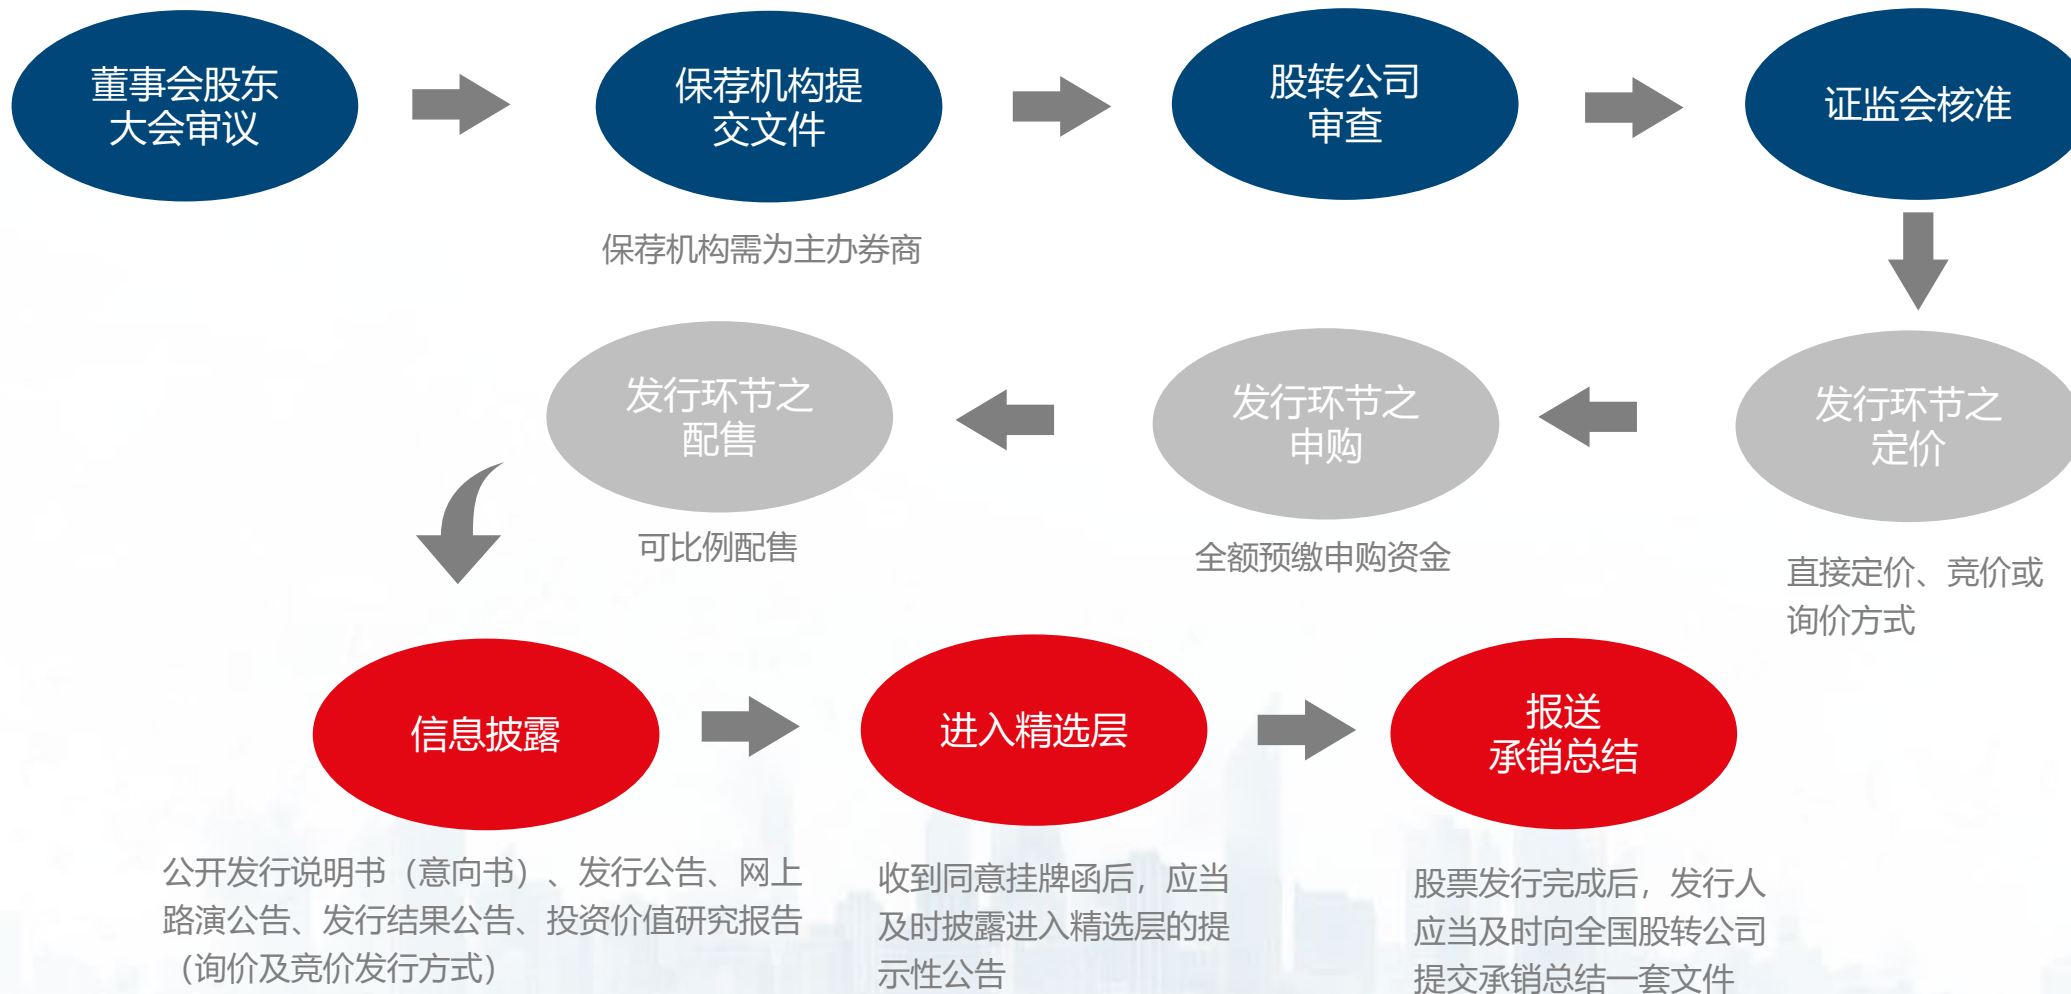 董事会股东
大会审议
保荐机构提
交文件
股转公司
审查
证监会核准
保荐机构需为主办券商
发行环节之
定价
发行环节之
申购
发行环节之
配售
直接定价、竞价或
询价方式
全额预缴申购资金
可比例配售
信息披露
进入精选层
报送
承销总结
公开发行说明书（意向书）、发行公告、网上
路演公告、发行结果公告、投资价值研究报告
（询价及竞价发行方式）
收到同意挂牌函后，应当
及时披露进入精选层的提
示性公告
股票发行完成后，发行人
应当及时向全国股转公司
提交承销总结一套文件